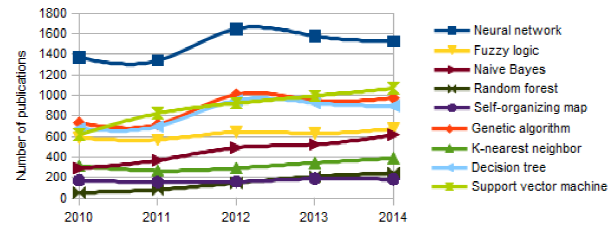 Number of publications
1800
1600
1400
1200
1000
800
600
400
200
0
2010 2011 2012 2013 2014
Neural network
Fuzzy logic
Naive Bayes
Random forest
Self-organizing map
Genetic algorithm
K-nearest neighbor
Decision tree
Support vector machine